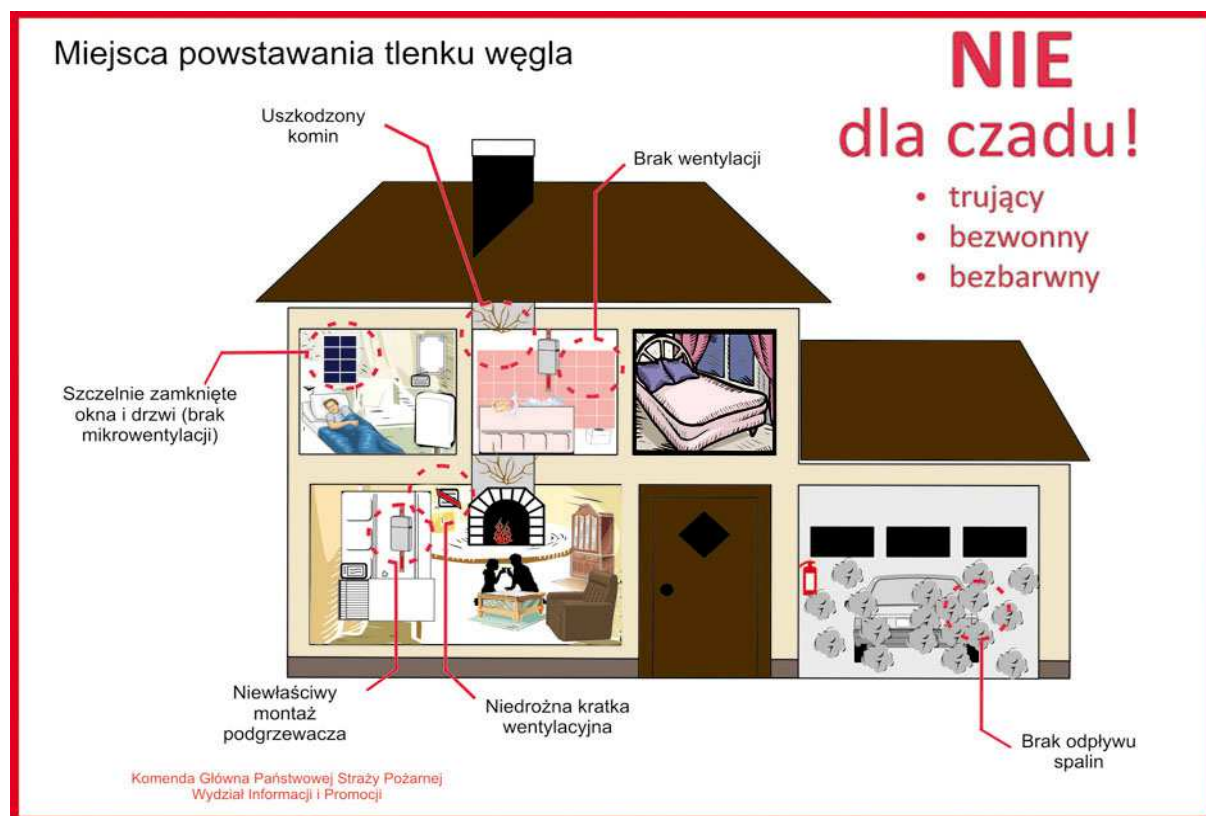 Miejsca powstawania tlenku węgla
NIE
dla czadu!
• trujący
• bezwonny
• bezbarwny
Uszkodzony
komin
Brak wentylacji
Szczelnie zamknięte
okna i drzwi (brak
mikrowentylacji)
Niewłaściwy
montaż
podgrzewacza
Niedrożna kratka
wentylacyjna
Brak odpływu
spalin
Komenda Główna Państwowej Straży Pożarnej
Wydział Informacji i Promocji